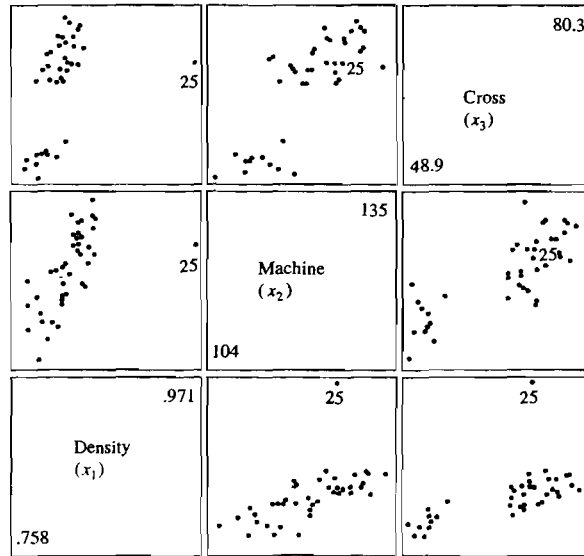 80.3
25
25
Cross
(x₃)
48.9
135
25
25
Machine
(x₂)
104
.971
25
25
Density
(x₁)
.758